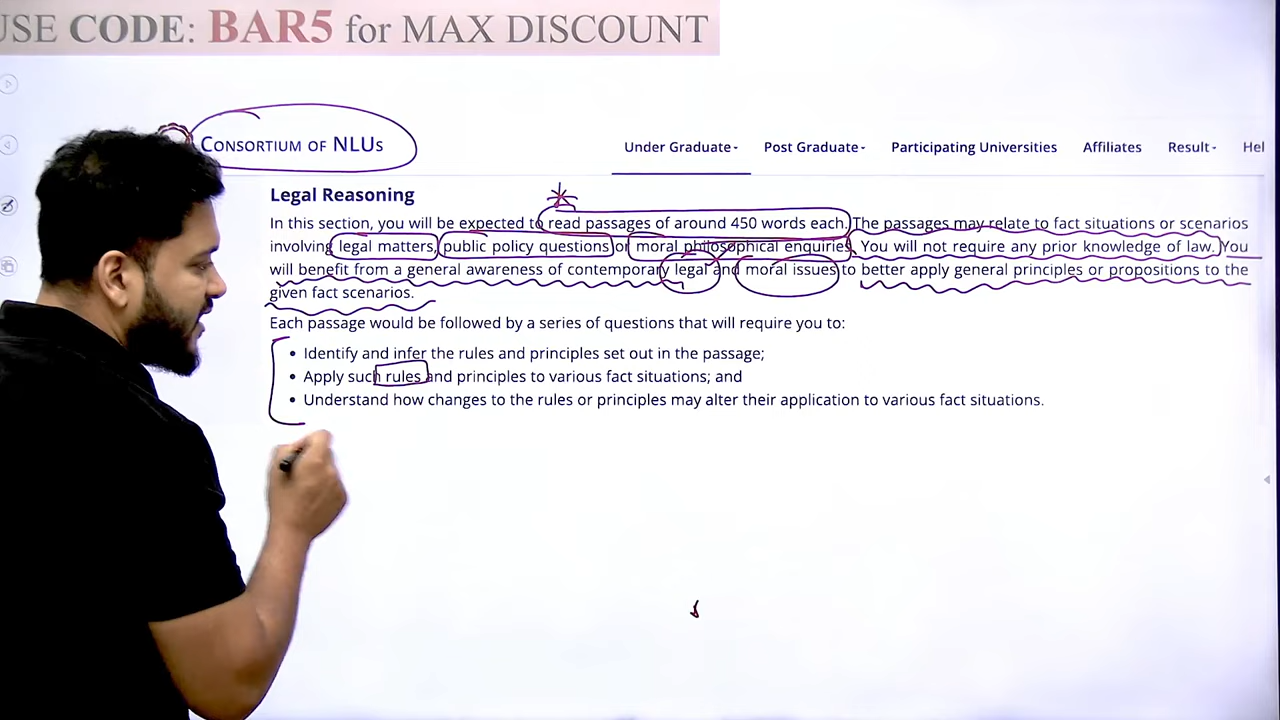 USE CODE: BAR5 for MAX DISCOUNT
CONSORTIUM OF NLUS
Under Graduate Post Graduate Participating Universities Affiliates Result Hel
Legal Reasoning
In this section, you will be expected to read passages of around 450 words each. The passages may relate to fact situations or scenarios
involving legal matters, public policy questions or moral philosophical enquiries. You will not require any prior knowledge of law. You
will benefit from a general awareness of contemporary legal and moral issues to better apply general principles or propositions to the
given fact scenarios.
Each passage would be followed by a series of questions that will require you to:
• Identify and infer the rules and principles set out in the passage;
• Apply such rules and principles to various fact situations; and
• Understand how changes to the rules or principles may alter their application to various fact situations.